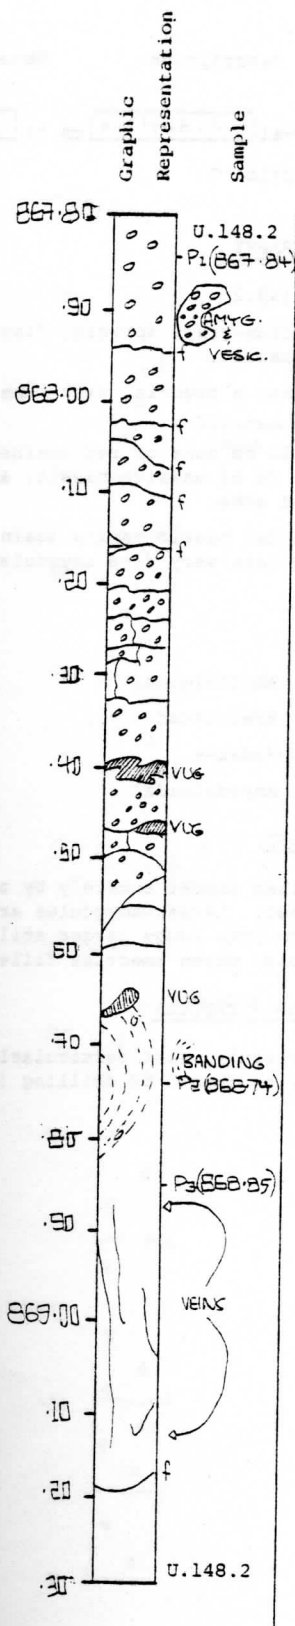 Graphic
Representation
Sample
867.80
U.148.2
P1(867.84)
.90
AMYG.
&
VESIC.
f
868.00
f
f
.10
f
f
.20
.30
.40
VUG
VUG
.50
.60
VUG
.70
BANDING
P2(868.74)
.80
P3(868.85)
.90
VEINS
869.00
.10
f
.20
.30
U.148.2